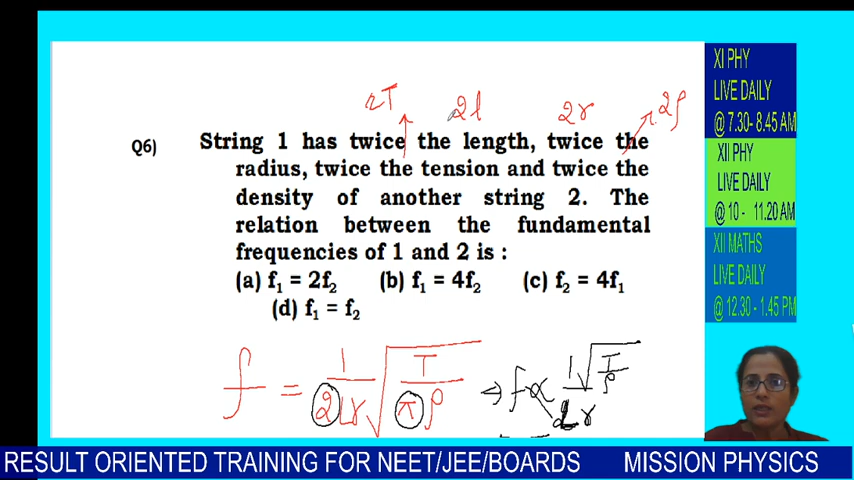 XI PHY
LIVE DAILY
@ 7.30- 8.45 AM
XII PHY
LIVE DAILY
@ 10 - 11.20 AM
XII MATHS
LIVE DAILY
@ 12.30 - 1.45 PM
2T 2l 2r 2ρ
Q6) String 1 has twice the length, twice the
radius, twice the tension and twice the
density of another string 2. The
relation between the fundamental
frequencies of 1 and 2 is :
(a) f₁ = 2f₂ (b) f₁ = 4f₂ (c) f₂ = 4f₁
(d) f₁ = f₂
f = 1/2Lr √T/πρ ⇒ f ∝ 1/Lr √T/ρ
RESULT ORIENTED TRAINING FOR NEET/JEE/BOARDS MISSION PHYSICS